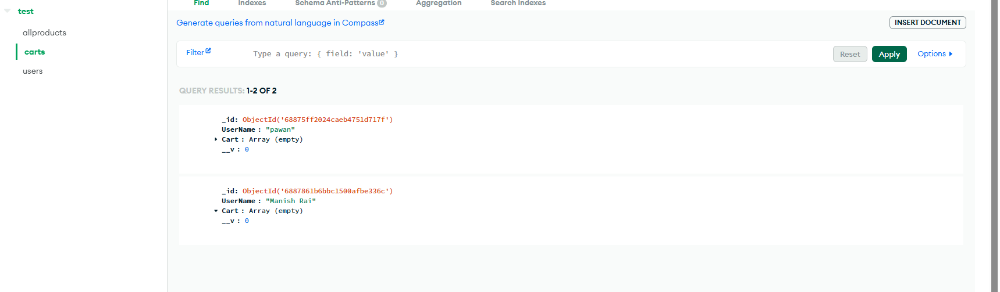 test
allproducts
carts
users
Find Indexes Schema Anti-Patterns 0 Aggregation Search Indexes
Generate queries from natural language in Compass
INSERT DOCUMENT
Filter Type a query: { field: 'value' } Reset Apply Options
QUERY RESULTS: 1-2 OF 2
_id: ObjectId('68875ff2024caeb4751d717f')
UserName : "pawan"
Cart : Array (empty)
__v : 0
_id: ObjectId('6887861b6bbc1500afbe336c')
UserName : "Manish Rai"
Cart : Array (empty)
__v : 0